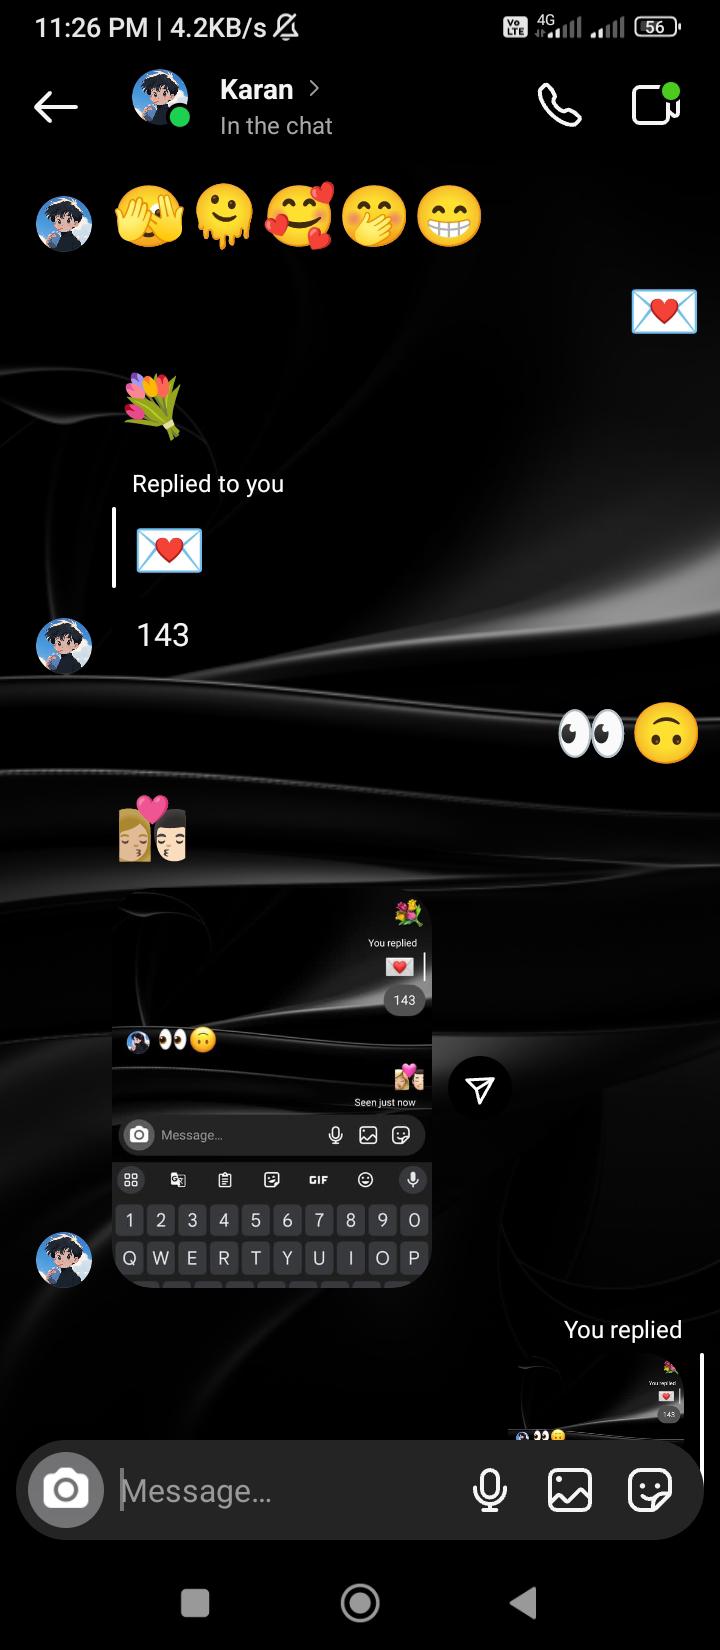 11:26 PM | 4.2KB/s
Vo LTE
4G
56
Karan
In the chat
💌
💐
Replied to you
💌
143
👀🙃
You replied
💌
143
👀🙃
Seen just now
Message...
GIF
1 2 3 4 5 6 7 8 9 0
Q W E R T Y U I O P
You replied
You replied
143
Message...